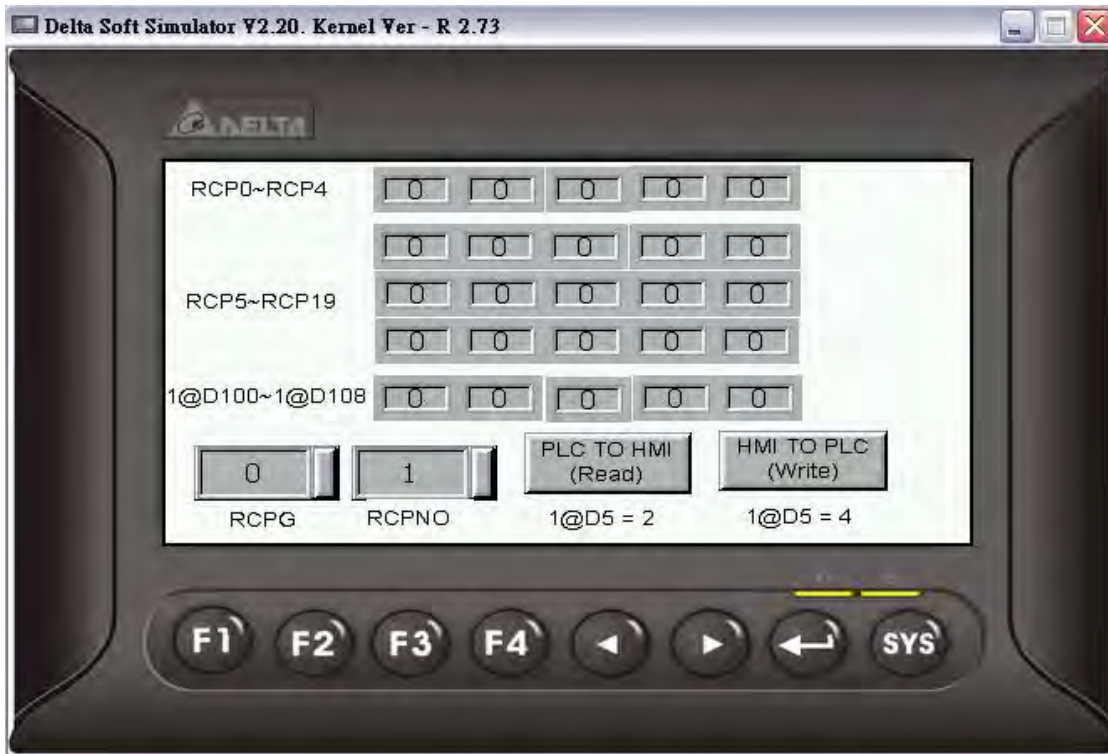 Delta Soft Simulator V2.20. Kernel Ver - R 2.73
DELTA
RCP0~RCP4 0 0 0 0 0
0 0 0 0 0
RCP5~RCP19 0 0 0 0 0
0 0 0 0 0
1@D100~1@D108 0 0 0 0 0
0 1 PLC TO HMI HMI TO PLC
(Read) (Write)
RCPG RCPNO 1@D5 = 2 1@D5 = 4
F1 F2 F3 F4 SYS